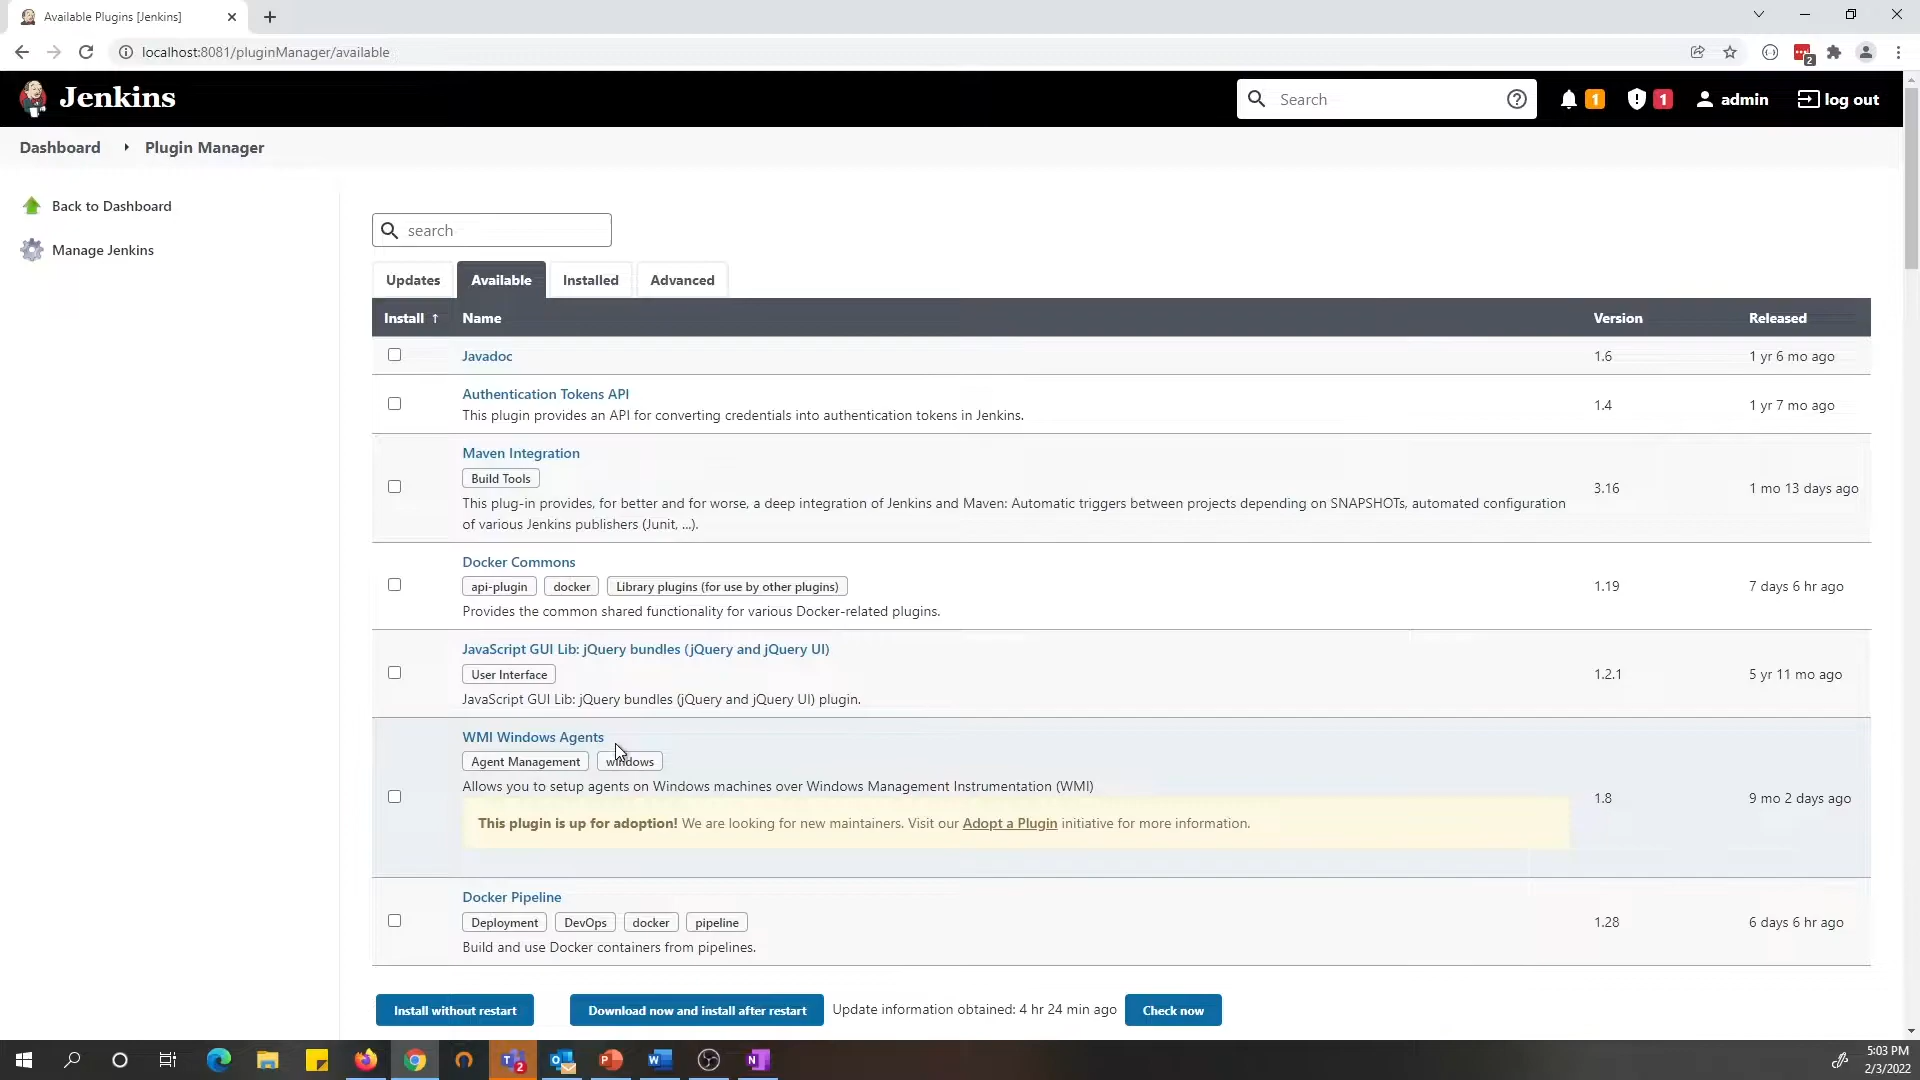 Available Plugins [Jenkins]
localhost:8081/pluginManager/available
2
Jenkins
Search
1
1
admin
log out
Dashboard
Plugin Manager
Back to Dashboard
Manage Jenkins
search
Updates
Available
Installed
Advanced
Install ↑ Name Version Released
Javadoc 1.6 1 yr 6 mo ago
Authentication Tokens API
This plugin provides an API for converting credentials into authentication tokens in Jenkins.
1.4 1 yr 7 mo ago
Maven Integration
Build Tools
This plug-in provides, for better and for worse, a deep integration of Jenkins and Maven: Automatic triggers between projects depending on SNAPSHOTs, automated configuration
of various Jenkins publishers (Junit, ...).
3.16 1 mo 13 days ago
Docker Commons
api-plugin docker Library plugins (for use by other plugins)
Provides the common shared functionality for various Docker-related plugins.
1.19 7 days 6 hr ago
JavaScript GUI Lib: jQuery bundles (jQuery and jQuery UI)
User Interface
JavaScript GUI Lib: jQuery bundles (jQuery and jQuery UI) plugin.
1.2.1 5 yr 11 mo ago
WMI Windows Agents
Agent Management windows
Allows you to setup agents on Windows machines over Windows Management Instrumentation (WMI)
This plugin is up for adoption! We are looking for new maintainers. Visit our Adopt a Plugin initiative for more information.
1.8 9 mo 2 days ago
Docker Pipeline
Deployment DevOps docker pipeline
Build and use Docker containers from pipelines.
1.28 6 days 6 hr ago
Install without restart
Download now and install after restart
Update information obtained: 4 hr 24 min ago
Check now
5:03 PM
2/3/2022